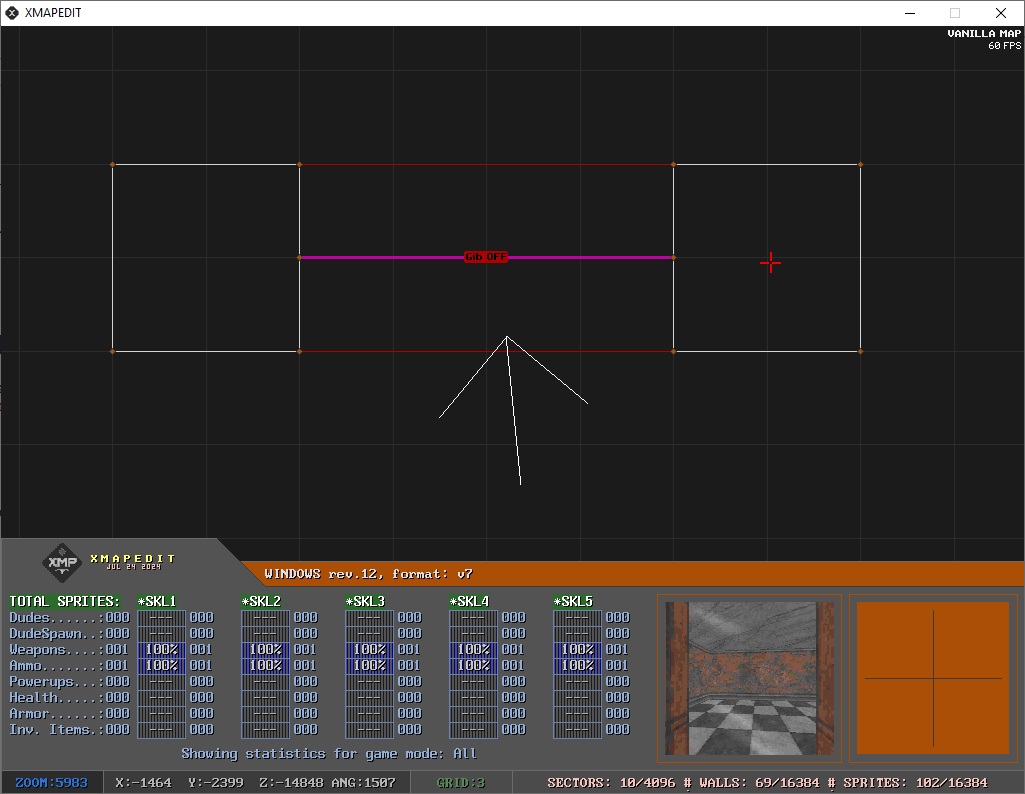 XMAPEDIT
VANILLA MAP
60 FPS
Gib OFF
XMP
XMAPEDIT
JUL 24 2024
WINDOWS rev.12, format: v7
TOTAL SPRITES: *SKL1 *SKL2 *SKL3 *SKL4 *SKL5
Dudes......:000 --- 000 --- 000 --- 000 --- 000 --- 000
DudeSpawn..:000 --- 000 --- 000 --- 000 --- 000 --- 000
Weapons....:001 100% 001 100% 001 100% 001 100% 001 100% 001
Ammo.......:001 100% 001 100% 001 100% 001 100% 001 100% 001
Powerups...:000 --- 000 --- 000 --- 000 --- 000 --- 000
Health.....:000 --- 000 --- 000 --- 000 --- 000 --- 000
Armor......:000 --- 000 --- 000 --- 000 --- 000 --- 000
Inv. Items.:000 --- 000 --- 000 --- 000 --- 000 --- 000
Showing statistics for game mode: All
ZOOM:5983 X:-1464 Y:-2399 Z:-14848 ANG:1507 GRID:3 SECTORS: 10/4096 # WALLS: 69/16384 # SPRITES: 102/16384